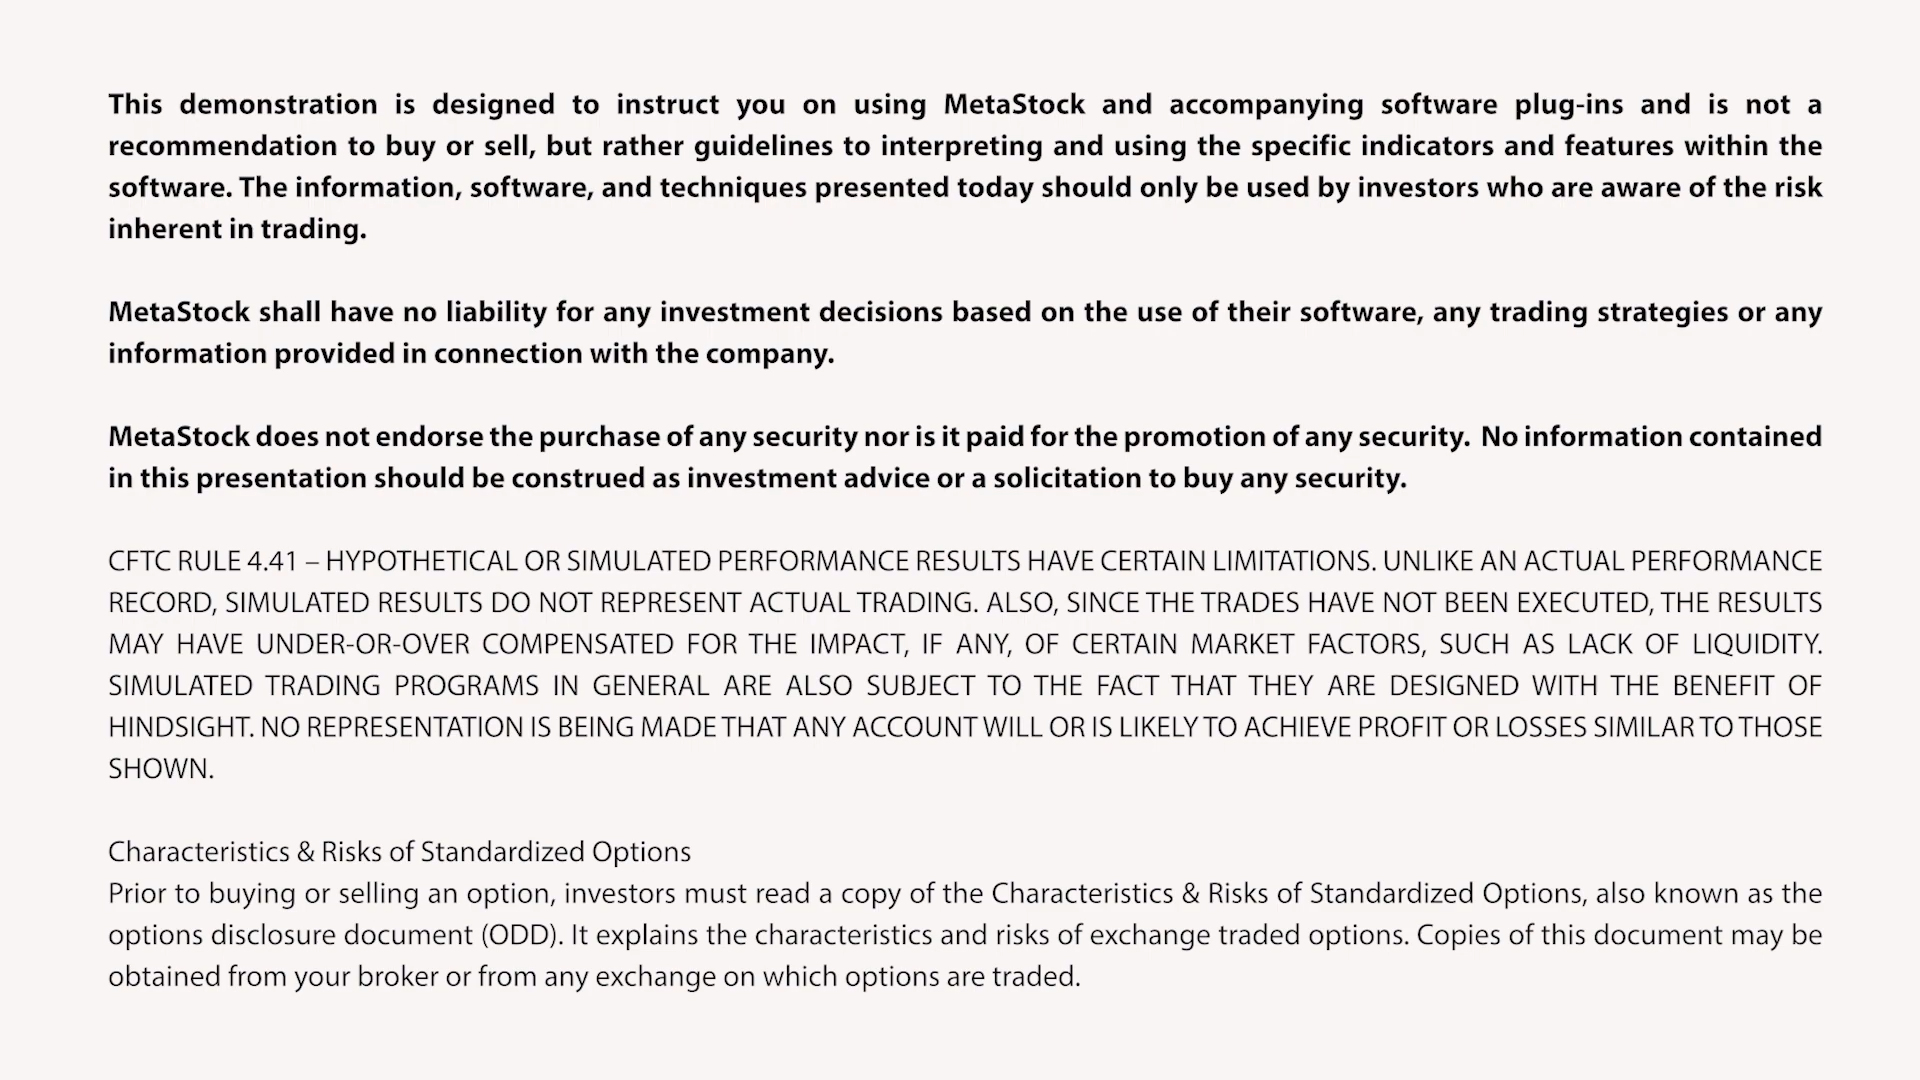 This demonstration is designed to instruct you on using MetaStock and accompanying software plug-ins and is not a
recommendation to buy or sell, but rather guidelines to interpreting and using the specific indicators and features within the
software. The information, software, and techniques presented today should only be used by investors who are aware of the risk
inherent in trading.
MetaStock shall have no liability for any investment decisions based on the use of their software, any trading strategies or any
information provided in connection with the company.
MetaStock does not endorse the purchase of any security nor is it paid for the promotion of any security. No information contained
in this presentation should be construed as investment advice or a solicitation to buy any security.
CFTC RULE 4.41 – HYPOTHETICAL OR SIMULATED PERFORMANCE RESULTS HAVE CERTAIN LIMITATIONS. UNLIKE AN ACTUAL PERFORMANCE
RECORD, SIMULATED RESULTS DO NOT REPRESENT ACTUAL TRADING. ALSO, SINCE THE TRADES HAVE NOT BEEN EXECUTED, THE RESULTS
MAY HAVE UNDER-OR-OVER COMPENSATED FOR THE IMPACT, IF ANY, OF CERTAIN MARKET FACTORS, SUCH AS LACK OF LIQUIDITY.
SIMULATED TRADING PROGRAMS IN GENERAL ARE ALSO SUBJECT TO THE FACT THAT THEY ARE DESIGNED WITH THE BENEFIT OF
HINDSIGHT. NO REPRESENTATION IS BEING MADE THAT ANY ACCOUNT WILL OR IS LIKELY TO ACHIEVE PROFIT OR LOSSES SIMILAR TO THOSE
SHOWN.
Characteristics & Risks of Standardized Options
Prior to buying or selling an option, investors must read a copy of the Characteristics & Risks of Standardized Options, also known as the
options disclosure document (ODD). It explains the characteristics and risks of exchange traded options. Copies of this document may be
obtained from your broker or from any exchange on which options are traded.